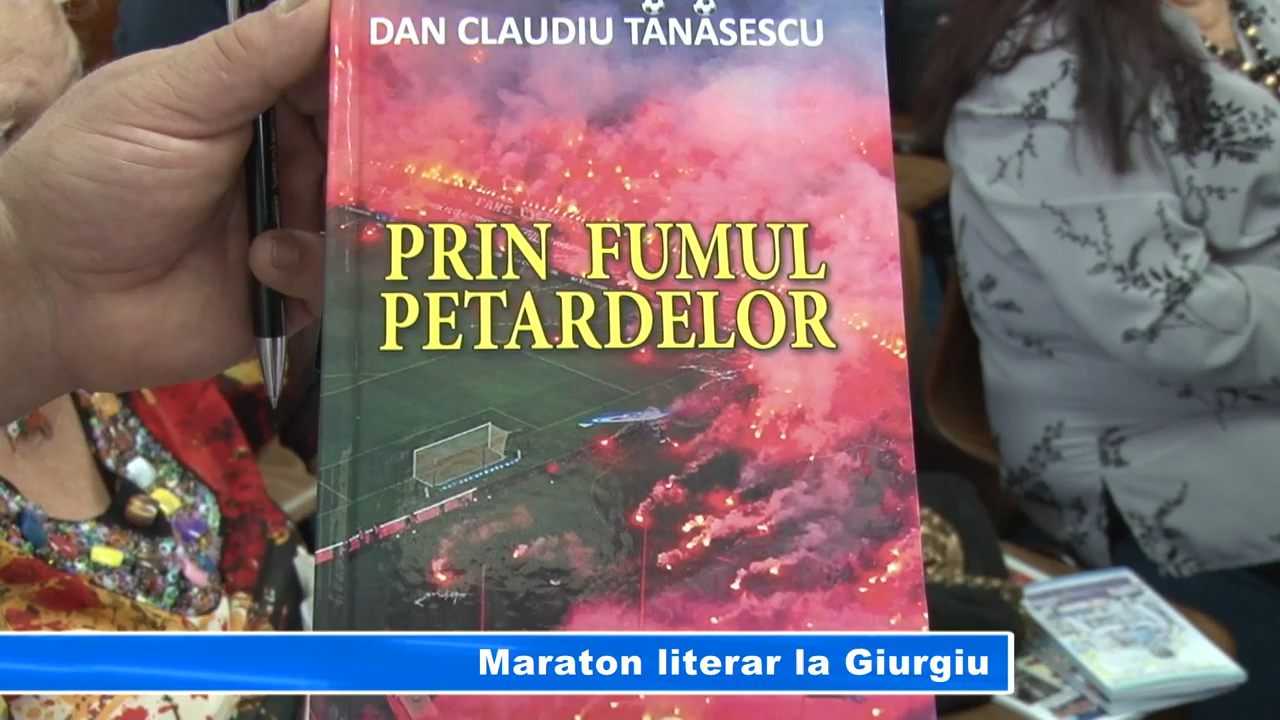 DAN CLAUDIU TĂNĂSESCU
PRIN FUMUL
PETARDELOR
Maraton literar la Giurgiu